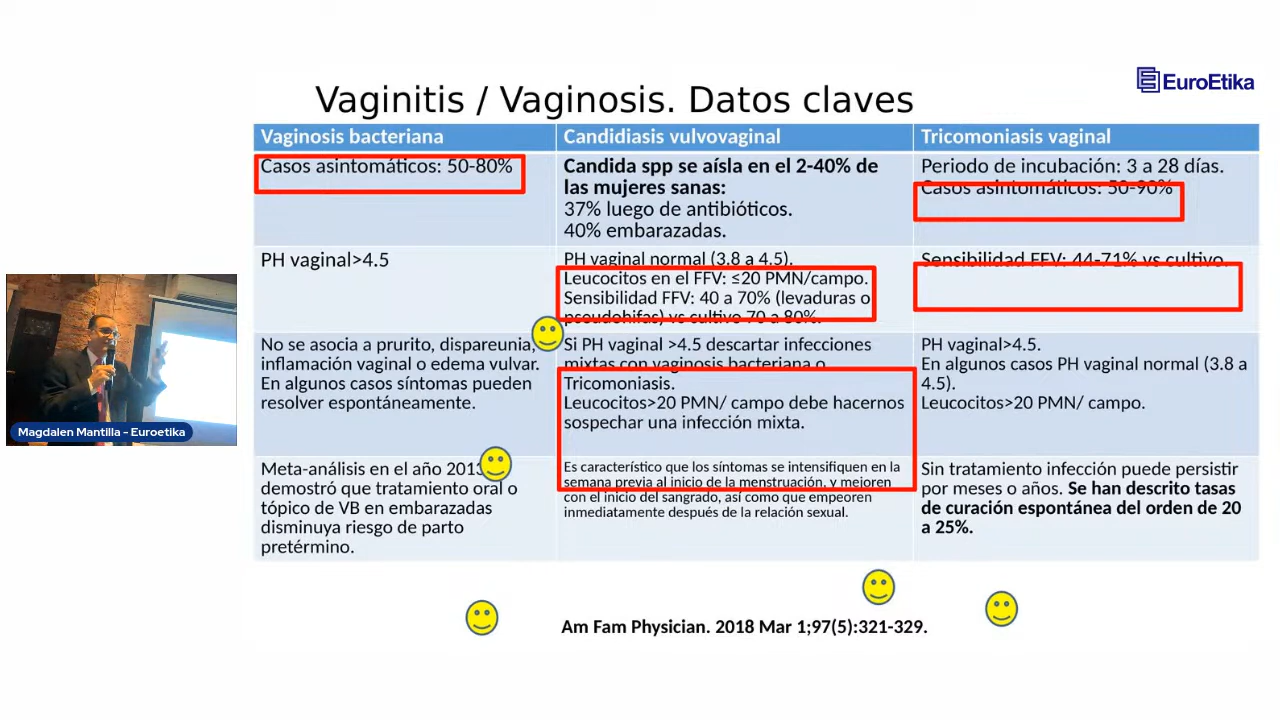 EuroEtika
Vaginitis / Vaginosis. Datos claves
Vaginosis bacteriana
Candidiasis vulvovaginal
Tricomoniasis vaginal
Casos asintomáticos: 50-80%
Candida spp se aísla en el 2-40% de
las mujeres sanas:
37% luego de antibióticos.
40% embarazadas.
Periodo de incubación: 3 a 28 días.
Casos asintomáticos: 50-90%
PH vaginal>4.5
PH vaginal normal (3.8 a 4.5).
Leucocitos en el FFV: ≤20 PMN/campo.
Sensibilidad FFV: 40 a 70% (levaduras o
pseudohifas) vs cultivo 70 a 80%.
Sensibilidad FFV: 44-71% vs cultivo.
No se asocia a prurito, dispareunia,
inflamación vaginal o edema vulvar.
En algunos casos síntomas pueden
resolver espontáneamente.
Si PH vaginal >4.5 descartar infecciones
mixtas con vaginosis bacteriana o
Tricomoniasis.
Leucocitos>20 PMN/ campo debe hacernos
sospechar una infección mixta.
PH vaginal>4.5.
En algunos casos PH vaginal normal (3.8 a
4.5).
Leucocitos>20 PMN/ campo.
Meta-análisis en el año 2013
demostró que tratamiento oral o
tópico de VB en embarazadas
disminuya riesgo de parto
pretérmino.
Es característico que los síntomas se intensifiquen en la
semana previa al inicio de la menstruación, y mejoren
con el inicio del sangrado, así como que empeoren
inmediatamente después de la relación sexual.
Sin tratamiento infección puede persistir
por meses o años. Se han descrito tasas
de curación espontánea del orden de 20
a 25%.
Magdalen Mantilla – Euroetika
Am Fam Physician. 2018 Mar 1;97(5):321-329.